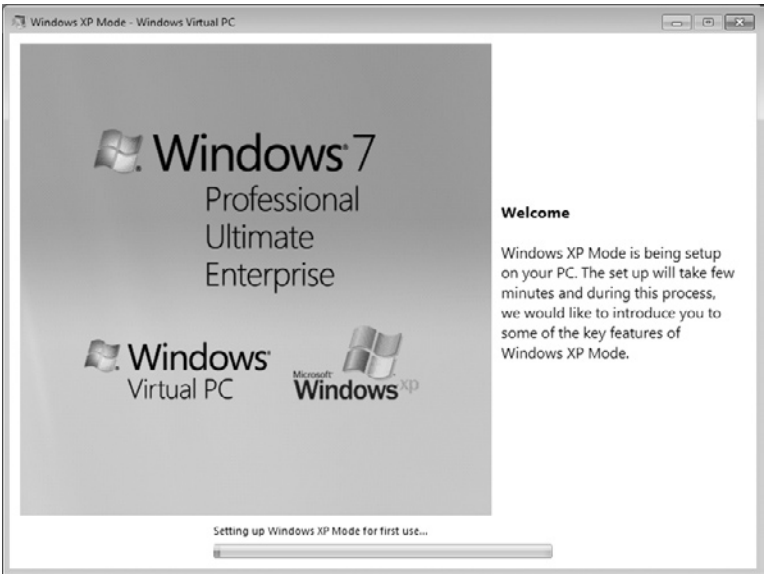 Windows XP Mode - Windows Virtual PC
Windows 7
Professional
Ultimate
Enterprise
Windows
Virtual PC
Microsoft
Windows xp
Welcome
Windows XP Mode is being setup
on your PC. The set up will take few
minutes and during this process,
we would like to introduce you to
some of the key features of
Windows XP Mode.
Setting up Windows XP Mode for first use...